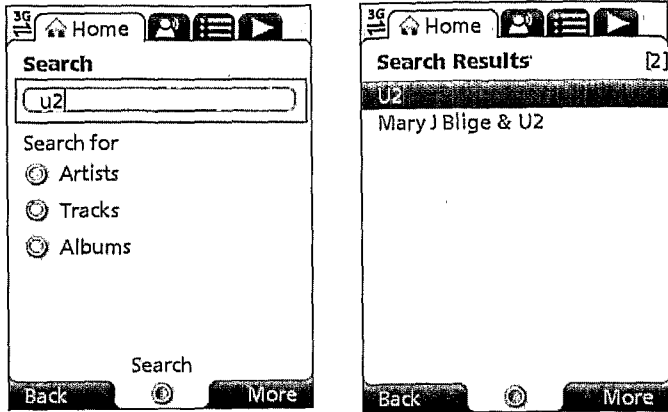 3G
Home
Search
u2
Search for
Artists
Tracks
Albums
Search
Back More
3G
Home
Search Results [2]
U2
Mary J Blige & U2
Back More